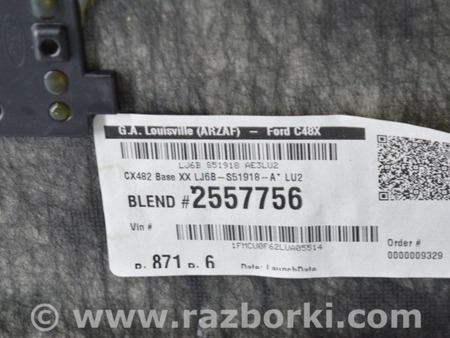 G.A. Louisville (ARZAF) – Ford C48X
LJ6B S51918 AE3LU2
CX482 Base XX LJ6B-S51918-A* LU2
BLEND # 2557756
Vin #
1FMCU0F62LUA05514
Order #
0000009329
871 6
Date: LaunchDate
www.razborki.com